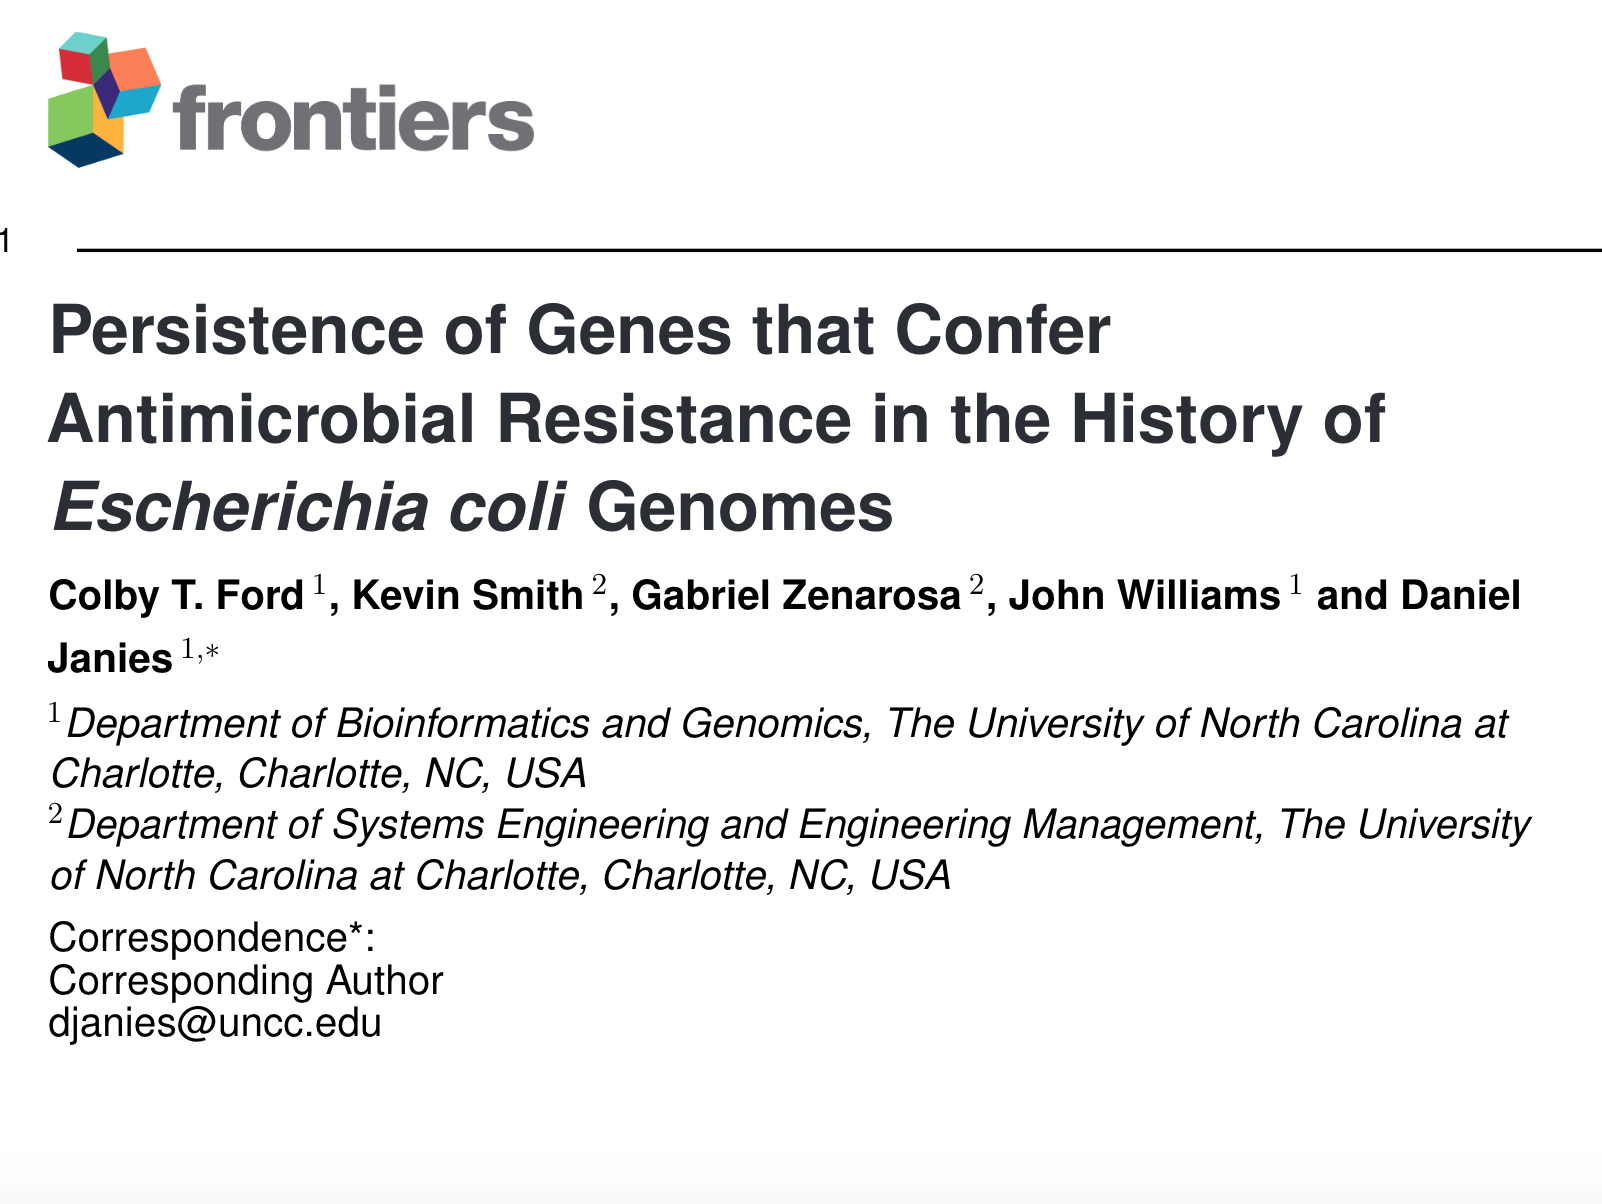 frontiers
1
Persistence of Genes that Confer
Antimicrobial Resistance in the History of
Escherichia coli Genomes
Colby T. Ford 1, Kevin Smith 2, Gabriel Zenarosa 2, John Williams 1 and Daniel
Janies 1,*
1 Department of Bioinformatics and Genomics, The University of North Carolina at
Charlotte, Charlotte, NC, USA
2 Department of Systems Engineering and Engineering Management, The University
of North Carolina at Charlotte, Charlotte, NC, USA
Correspondence*:
Corresponding Author
djanies@uncc.edu